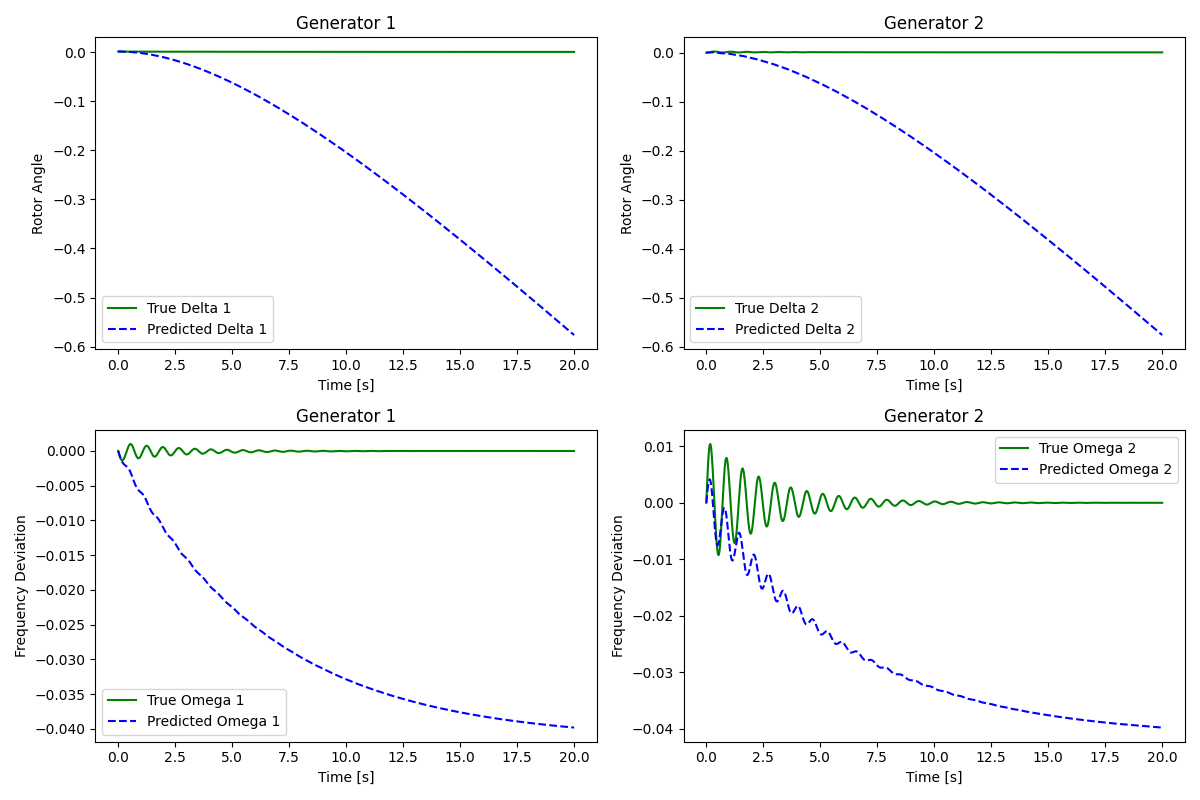 Generator 1
0.0
−0.1
−0.2
−0.3
−0.4
−0.5
−0.6
Rotor Angle
True Delta 1
Predicted Delta 1
0.0 2.5 5.0 7.5 10.0 12.5 15.0 17.5 20.0
Time [s]
Generator 2
0.0
−0.1
−0.2
−0.3
−0.4
−0.5
−0.6
Rotor Angle
True Delta 2
Predicted Delta 2
0.0 2.5 5.0 7.5 10.0 12.5 15.0 17.5 20.0
Time [s]
Generator 1
0.000
−0.005
−0.010
−0.015
−0.020
−0.025
−0.030
−0.035
−0.040
Frequency Deviation
True Omega 1
Predicted Omega 1
0.0 2.5 5.0 7.5 10.0 12.5 15.0 17.5 20.0
Time [s]
Generator 2
0.01
0.00
−0.01
−0.02
−0.03
−0.04
Frequency Deviation
True Omega 2
Predicted Omega 2
0.0 2.5 5.0 7.5 10.0 12.5 15.0 17.5 20.0
Time [s]